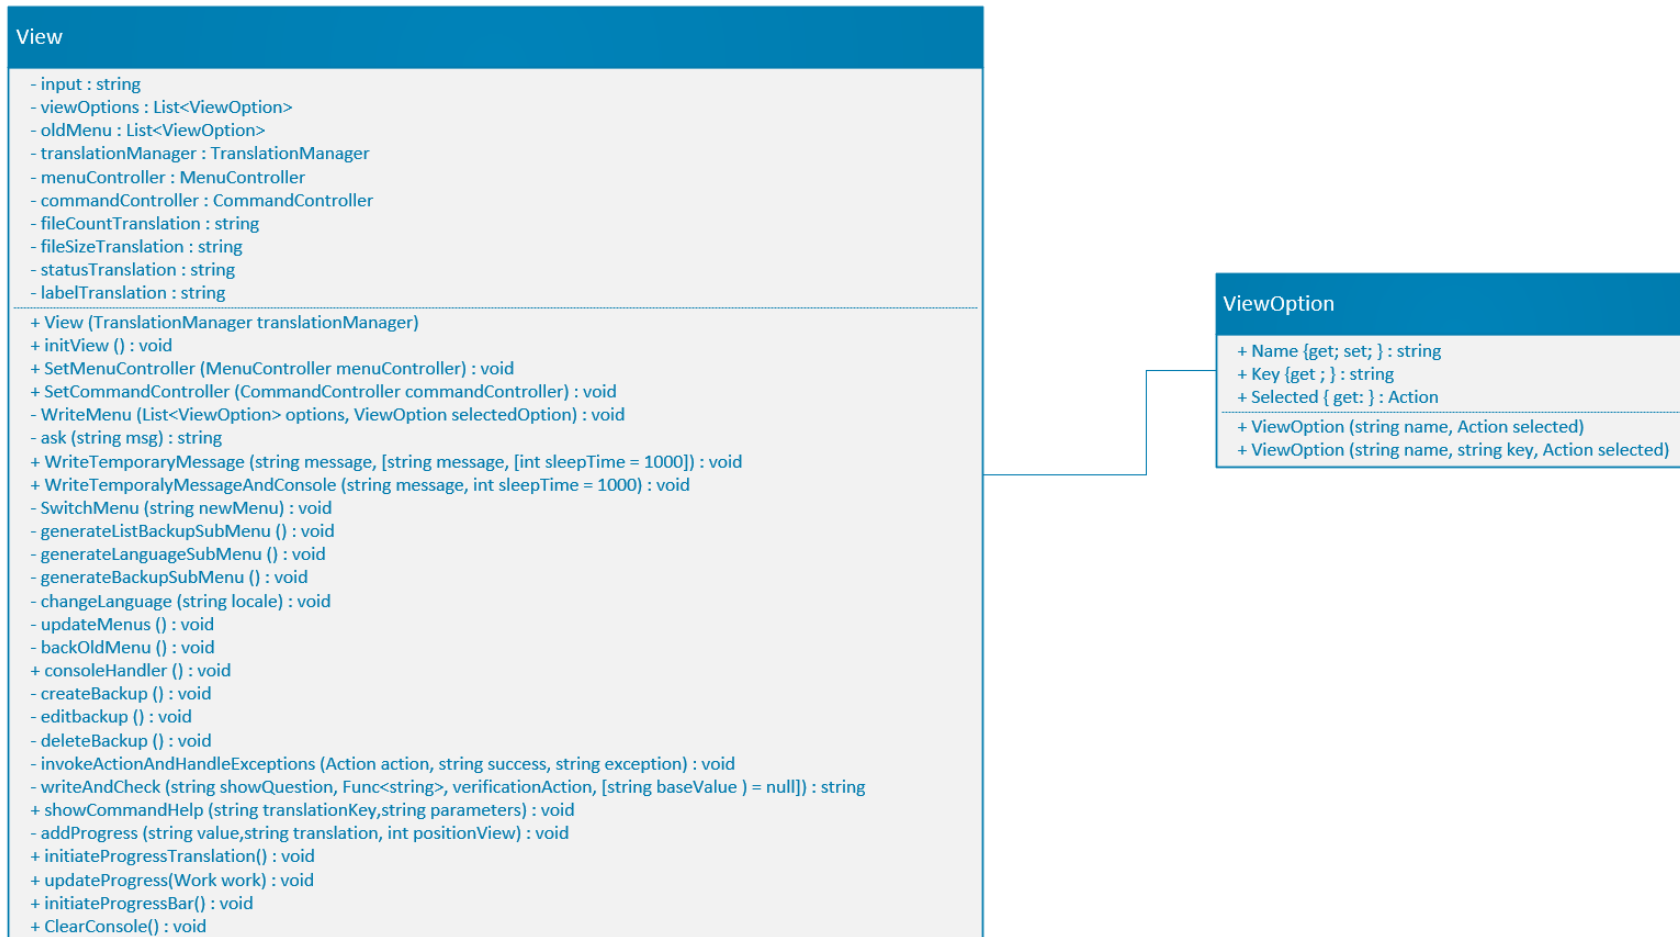 View
- input : string
- viewOptions : List<ViewOption>
- oldMenu : List<ViewOption>
- translationManager : TranslationManager
- menuController : MenuController
- commandController : CommandController
- fileCountTranslation : string
- fileSizeTranslation : string
- statusTranslation : string
- labelTranslation : string
+ View (TranslationManager translationManager)
+ initView () : void
+ SetMenuController (MenuController menuController) : void
+ SetCommandController (CommandController commandController) : void
- WriteMenu (List<ViewOption> options, ViewOption selectedOption) : void
- ask (string msg) : string
+ WriteTemporaryMessage (string message, [string message, [int sleepTime = 1000]) : void
+ WriteTemporalyMessageAndConsole (string message, int sleepTime = 1000) : void
- SwitchMenu (string newMenu) : void
- generateListBackupSubMenu () : void
- generateLanguageSubMenu () : void
- generateBackupSubMenu () : void
- changeLanguage (string locale) : void
- updateMenus () : void
- backOldMenu () : void
+ consoleHandler () : void
- createBackup () : void
- editbackup () : void
- deleteBackup () : void
- invokeActionAndHandleExceptions (Action action, string success, string exception) : void
- writeAndCheck (string showQuestion, Func<string>, verificationAction, [string baseValue ) = null]) : string
+ showCommandHelp (string translationKey,string parameters) : void
- addProgress (string value,string translation, int positionView) : void
+ initiateProgressTranslation() : void
+ updateProgress(Work work) : void
+ initiateProgressBar() : void
+ ClearConsole() : void
ViewOption
+ Name {get; set; } : string
+ Key {get ; } : string
+ Selected { get: } : Action
+ ViewOption (string name, Action selected)
+ ViewOption (string name, string key, Action selected)